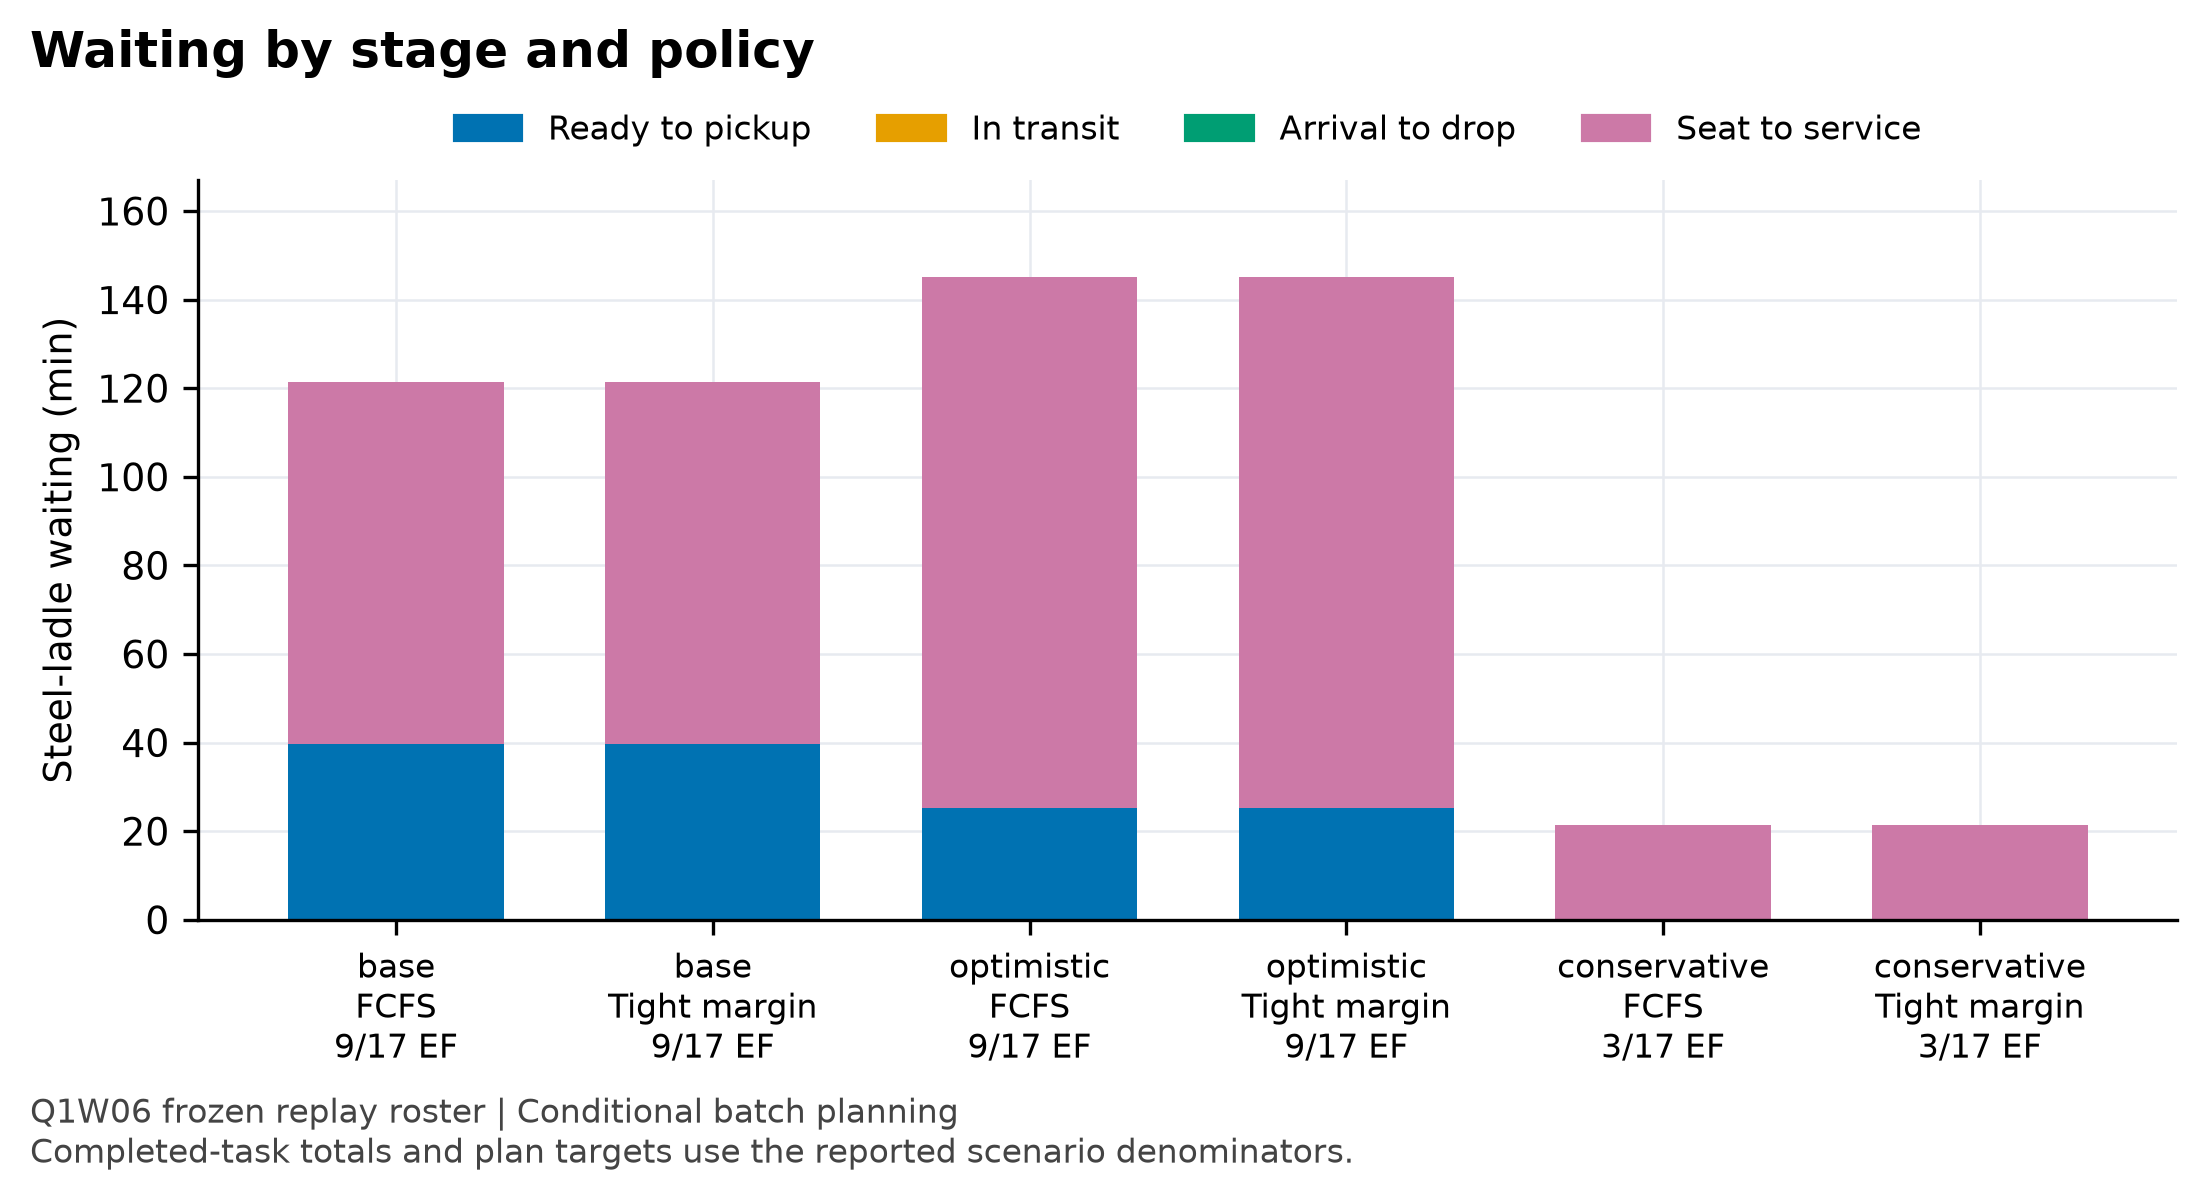 Waiting by stage and policy
Ready to pickup
In transit
Arrival to drop
Seat to service
Steel-ladle waiting (min)
160
140
120
100
80
60
40
20
0
base
FCFS
9/17 EF
base
Tight margin
9/17 EF
optimistic
FCFS
9/17 EF
optimistic
Tight margin
9/17 EF
conservative
FCFS
3/17 EF
conservative
Tight margin
3/17 EF
Q1W06 frozen replay roster | Conditional batch planning
Completed-task totals and plan targets use the reported scenario denominators.